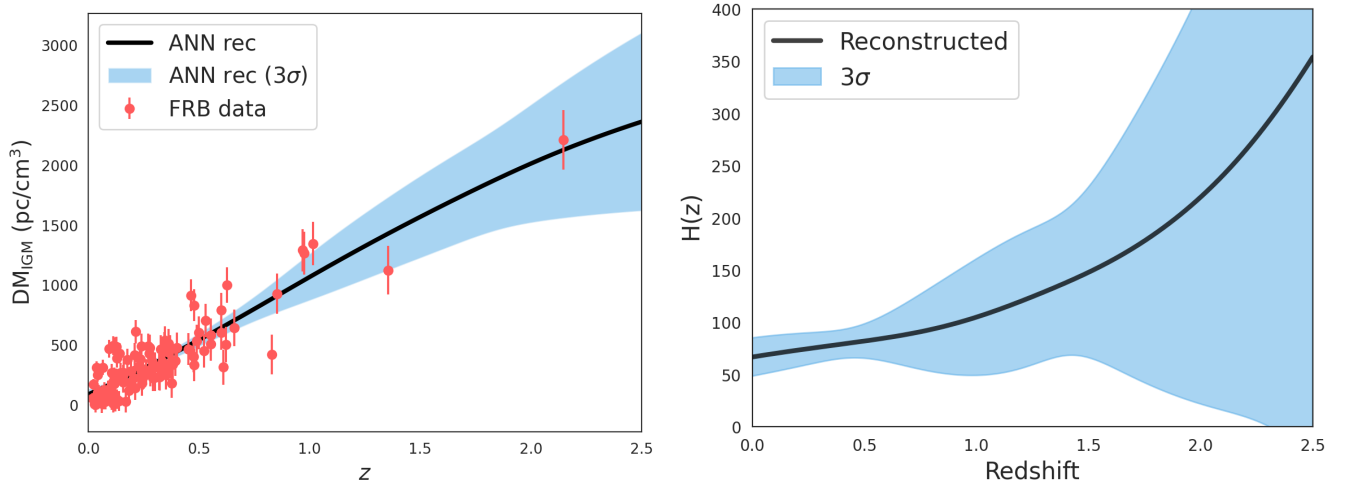 ANN rec
ANN rec (3σ)
FRB data
DM_IGM (pc/cm³)
3000
2500
2000
1500
1000
500
0
0.0 0.5 1.0 1.5 2.0 2.5
z
Reconstructed
3σ
H(z)
400
350
300
250
200
150
100
50
0
0.0 0.5 1.0 1.5 2.0 2.5
Redshift